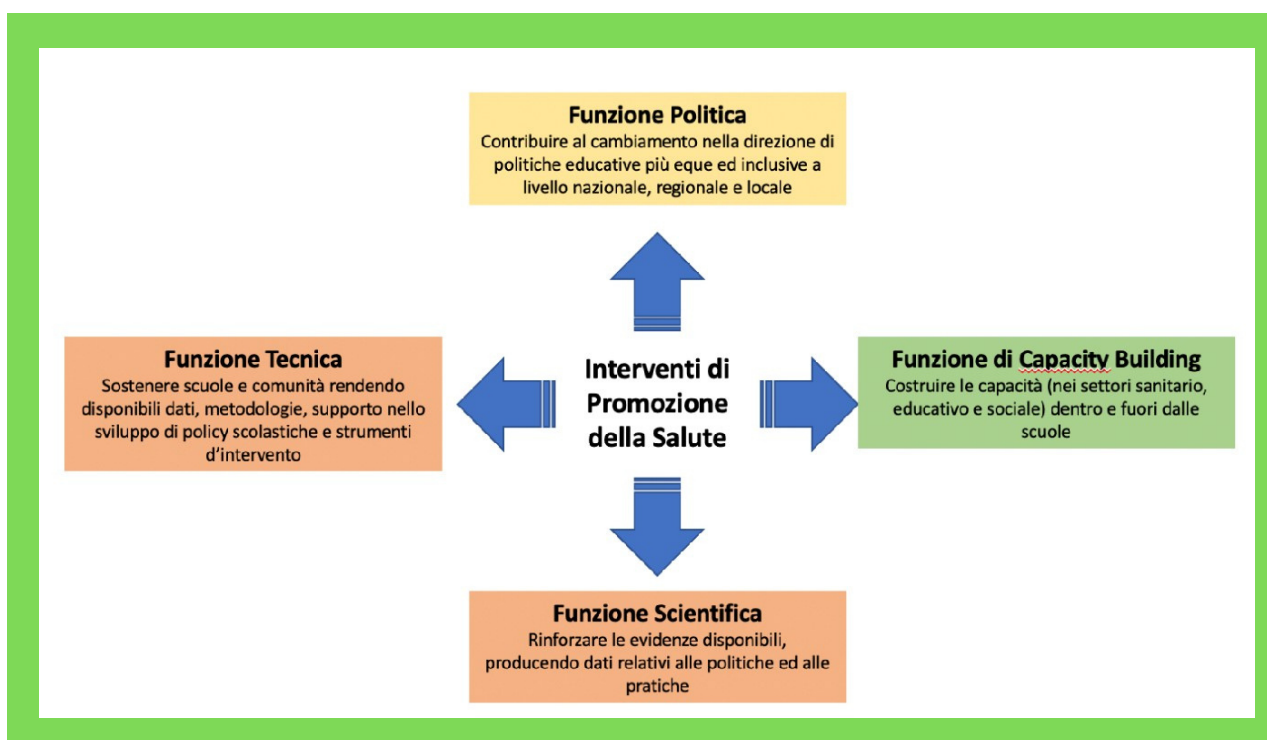 Funzione Politica
Contribuire al cambiamento nella direzione di
politiche educative più eque ed inclusive a
livello nazionale, regionale e locale
Funzione Tecnica
Sostenere scuole e comunità rendendo
disponibili dati, metodologie, supporto nello
sviluppo di policy scolastiche e strumenti
d'intervento
Interventi di
Promozione
della Salute
Funzione di Capacity Building
Costruire le capacità (nei settori sanitario,
educativo e sociale) dentro e fuori dalle
scuole
Funzione Scientifica
Rinforzare le evidenze disponibili,
producendo dati relativi alle politiche ed alle
pratiche